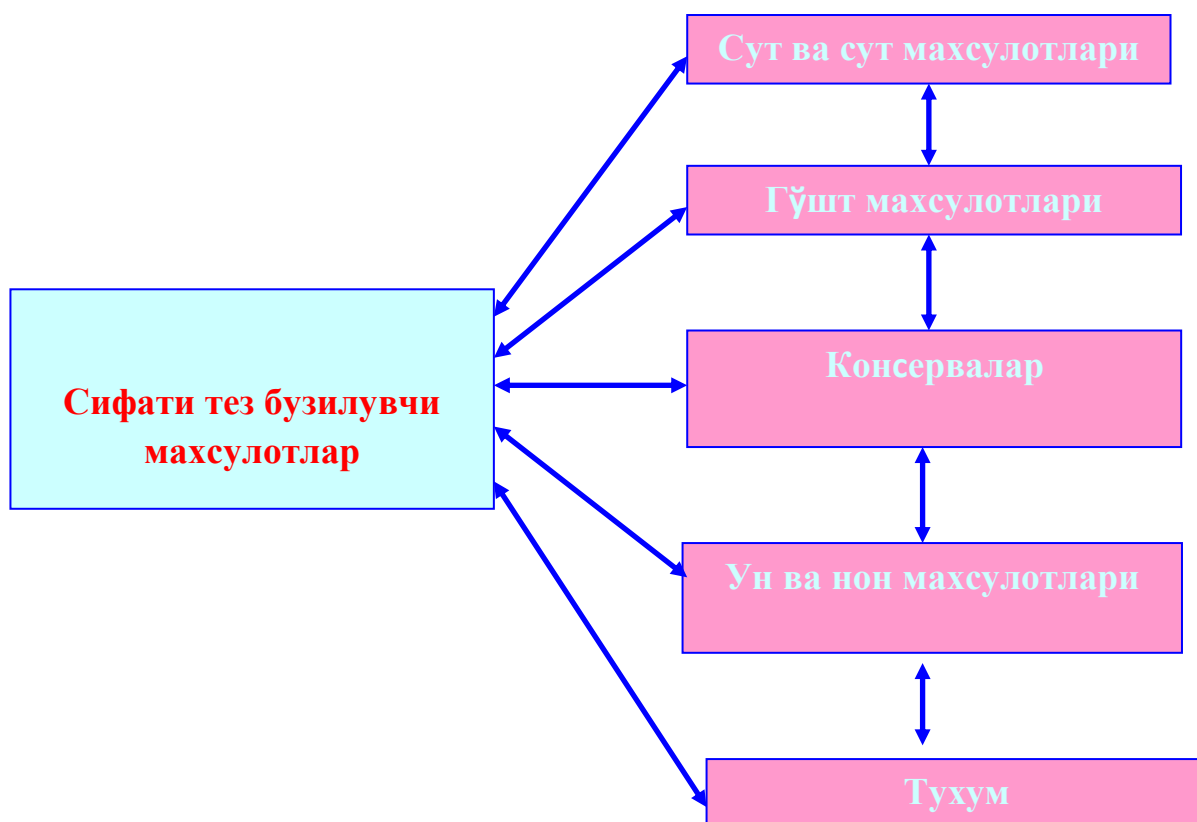 Сут ва сут махсулотлари
Гўшт махсулотлари
Консервалар
Сифати тез бузилувчи
махсулотлар
Ун ва нон махсулотлари
Тухум